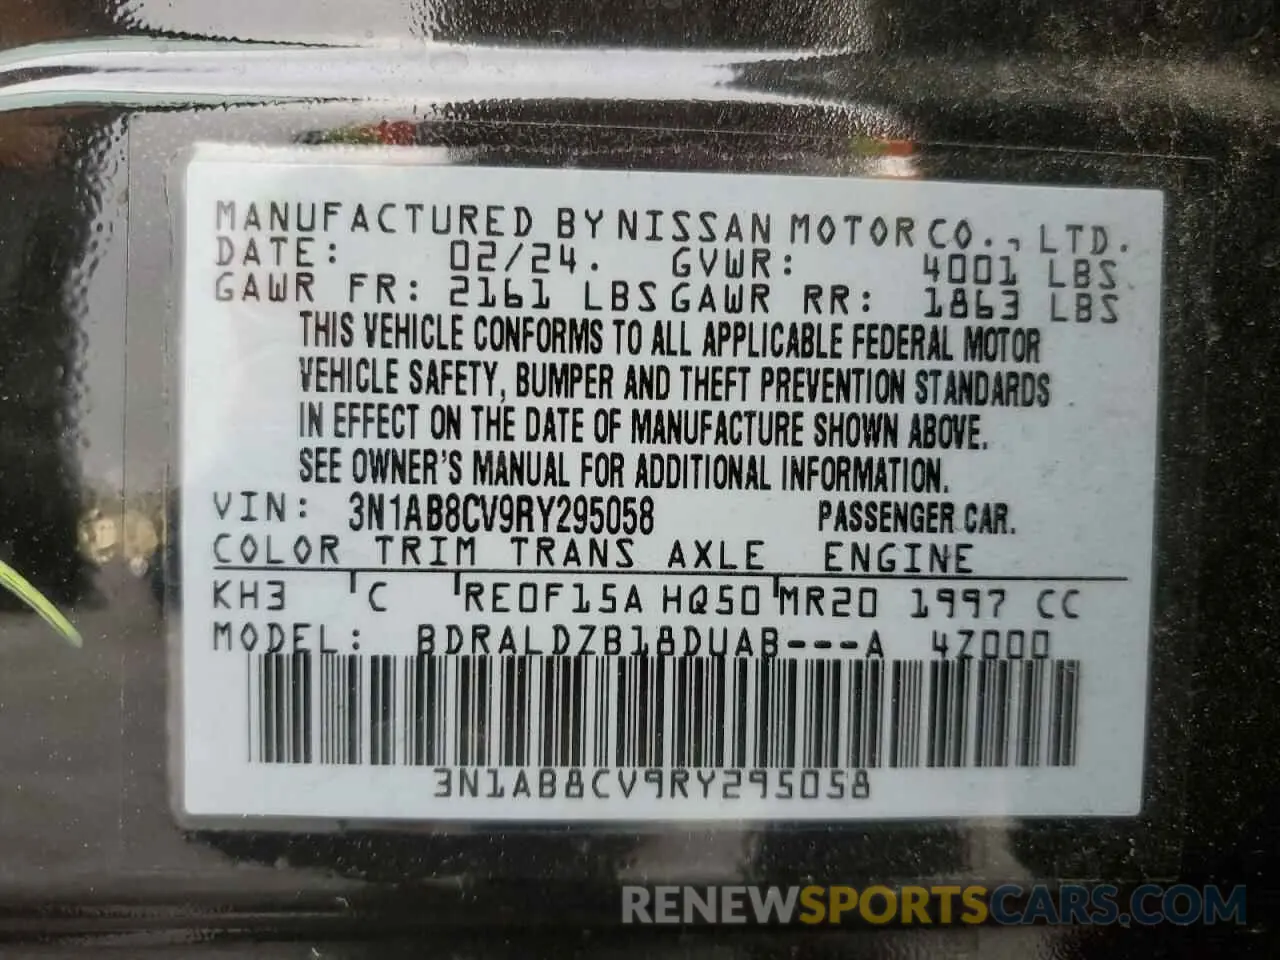 MANUFACTURED BY NISSAN MOTOR CO., LTD.
DATE: 02/24. GVWR: 4001 LBS
GAWR FR: 2161 LBS GAWR RR: 1863 LBS
THIS VEHICLE CONFORMS TO ALL APPLICABLE FEDERAL MOTOR
VEHICLE SAFETY, BUMPER AND THEFT PREVENTION STANDARDS
IN EFFECT ON THE DATE OF MANUFACTURE SHOWN ABOVE.
SEE OWNER'S MANUAL FOR ADDITIONAL INFORMATION.
VIN: 3N1AB8CV9RY295058 PASSENGER CAR.
COLOR TRIM TRANS AXLE ENGINE
KH3 C RE0F15A HQ50 MR20 1997 CC
MODEL: BDRALDZB18DUAB---A 4Z000
3N1AB8CV9RY295058
RENEWSPORTSCARS.COM